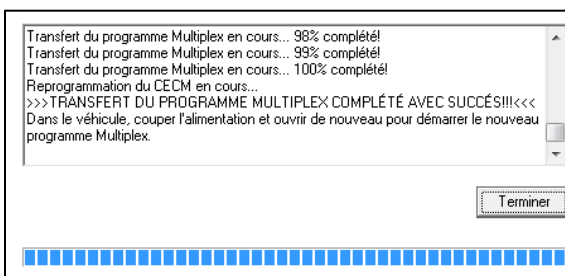 Transfert du programme Multiplex en cours... 98% complété!
Transfert du programme Multiplex en cours... 99% complété!
Transfert du programme Multiplex en cours... 100% complété!
Reprogrammation du CECM en cours...
>>>TRANSFERT DU PROGRAMME MULTIPLEX COMPLÉTÉ AVEC SUCCÉS!!!<<<
Dans le véhicule, couper l'alimentation et ouvrir de nouveau pour démarrer le nouveau
programme Multiplex.
Terminer